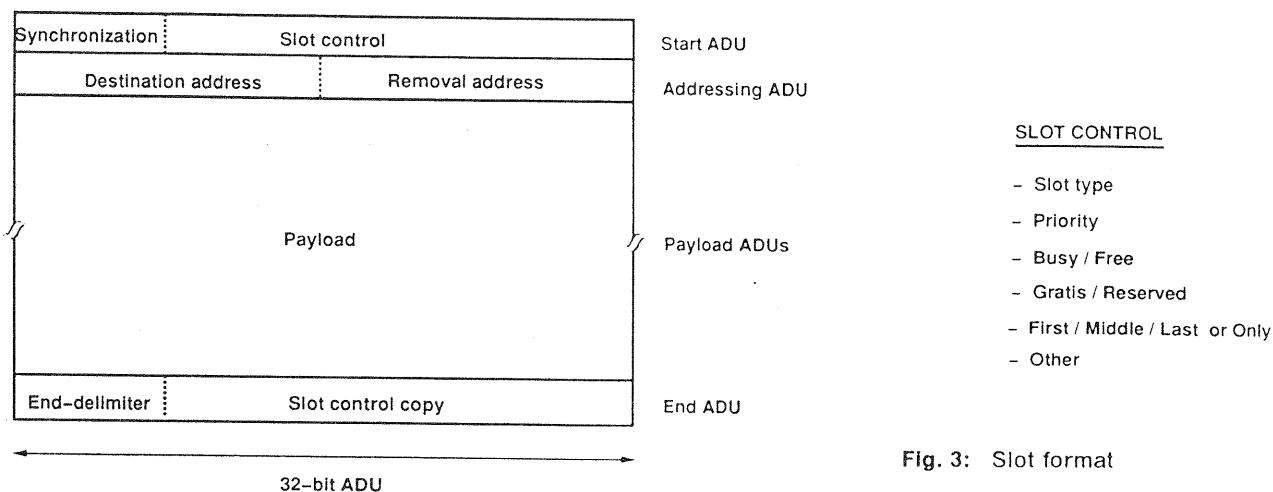 Synchronization
Slot control
Start ADU
Destination address
Removal address
Addressing ADU
Payload
Payload ADUs
End-delimiter
Slot control copy
End ADU
32-bit ADU
SLOT CONTROL
- Slot type
- Priority
- Busy / Free
- Gratis / Reserved
- First / Middle / Last or Only
- Other
Fig. 3: Slot format